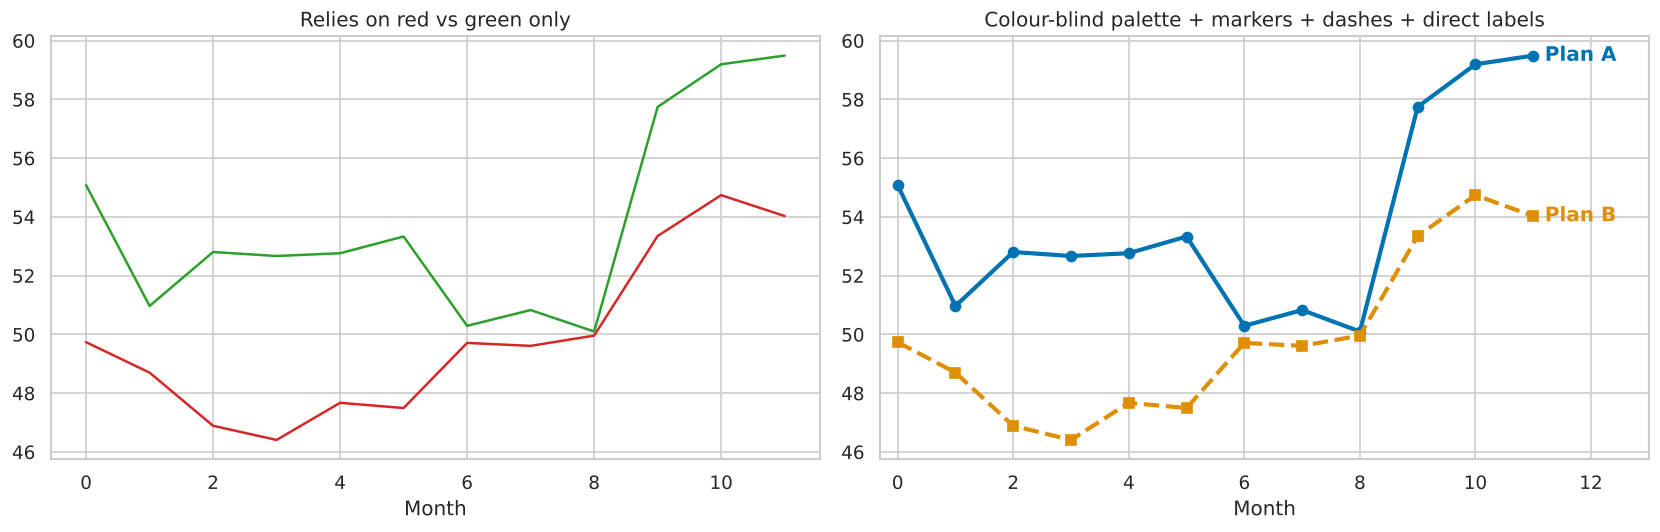 Relies on red vs green only
60
58
56
54
52
50
48
46
0 2 4 6 8 10
Month
Colour-blind palette + markers + dashes + direct labels
60
58
56
54
52
50
48
46
Plan A
Plan B
0 2 4 6 8 10 12
Month